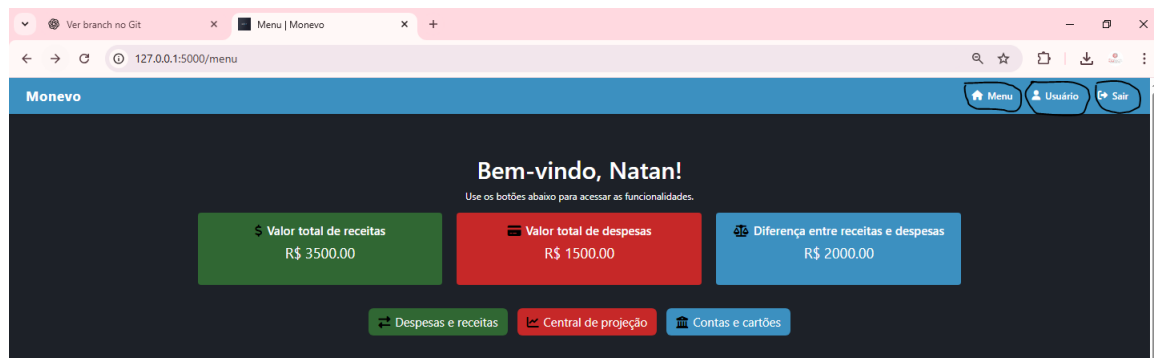 Ver branch no Git
Menu | Monevo
127.0.0.1:5000/menu
Monevo
Menu
Usuário
Sair
Bem-vindo, Natan!
Use os botões abaixo para acessar as funcionalidades.
Valor total de receitas
R$ 3500.00
Valor total de despesas
R$ 1500.00
Diferença entre receitas e despesas
R$ 2000.00
Despesas e receitas
Central de projeção
Contas e cartões